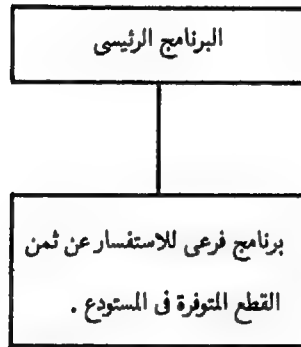 البرنامج الرئيسى
برنامج فرعى للاستفسار عن ثمن
القطع المتوفرة فى المستودع .